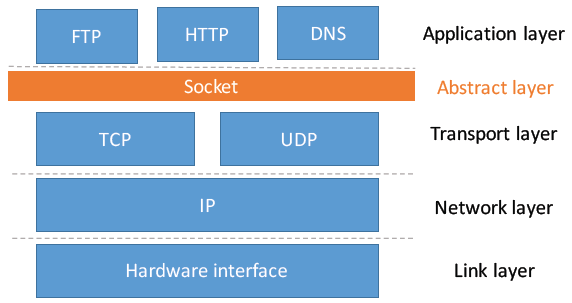 FTP HTTP DNS Application layer
Socket Abstract layer
TCP UDP Transport layer
IP Network layer
Hardware interface Link layer